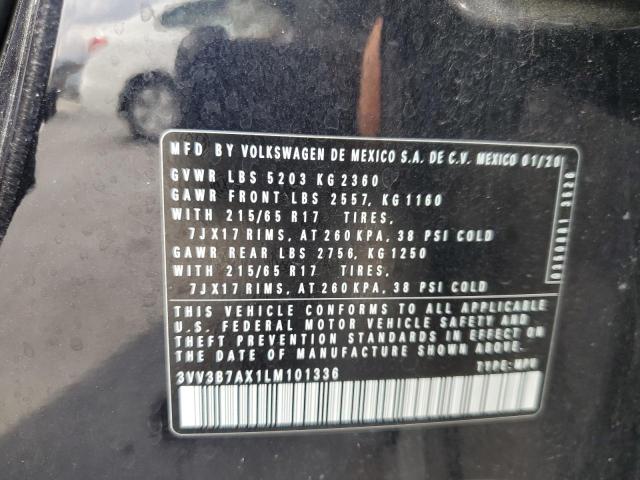 MFD BY VOLKSWAGEN DE MEXICO S.A. DE C.V. MEXICO 01/20
GVWR LBS 5203 KG 2360
GAWR FRONT LBS 2557, KG 1160
WITH 215/65 R17 TIRES,
7JX17 RIMS, AT 260 KPA, 38 PSI COLD
GAWR REAR LBS 2756, KG 1250
WITH 215/65 R17 TIRES,
7JX17 RIMS, AT 260 KPA, 38 PSI COLD
THIS VEHICLE CONFORMS TO ALL APPLICABLE
U.S. FEDERAL MOTOR VEHICLE SAFETY AND
THEFT PREVENTION STANDARDS IN EFFECT ON
THE DATE OF MANUFACTURE SHOWN ABOVE.
3VV3B7AX1LM101336
TYPE: MPV